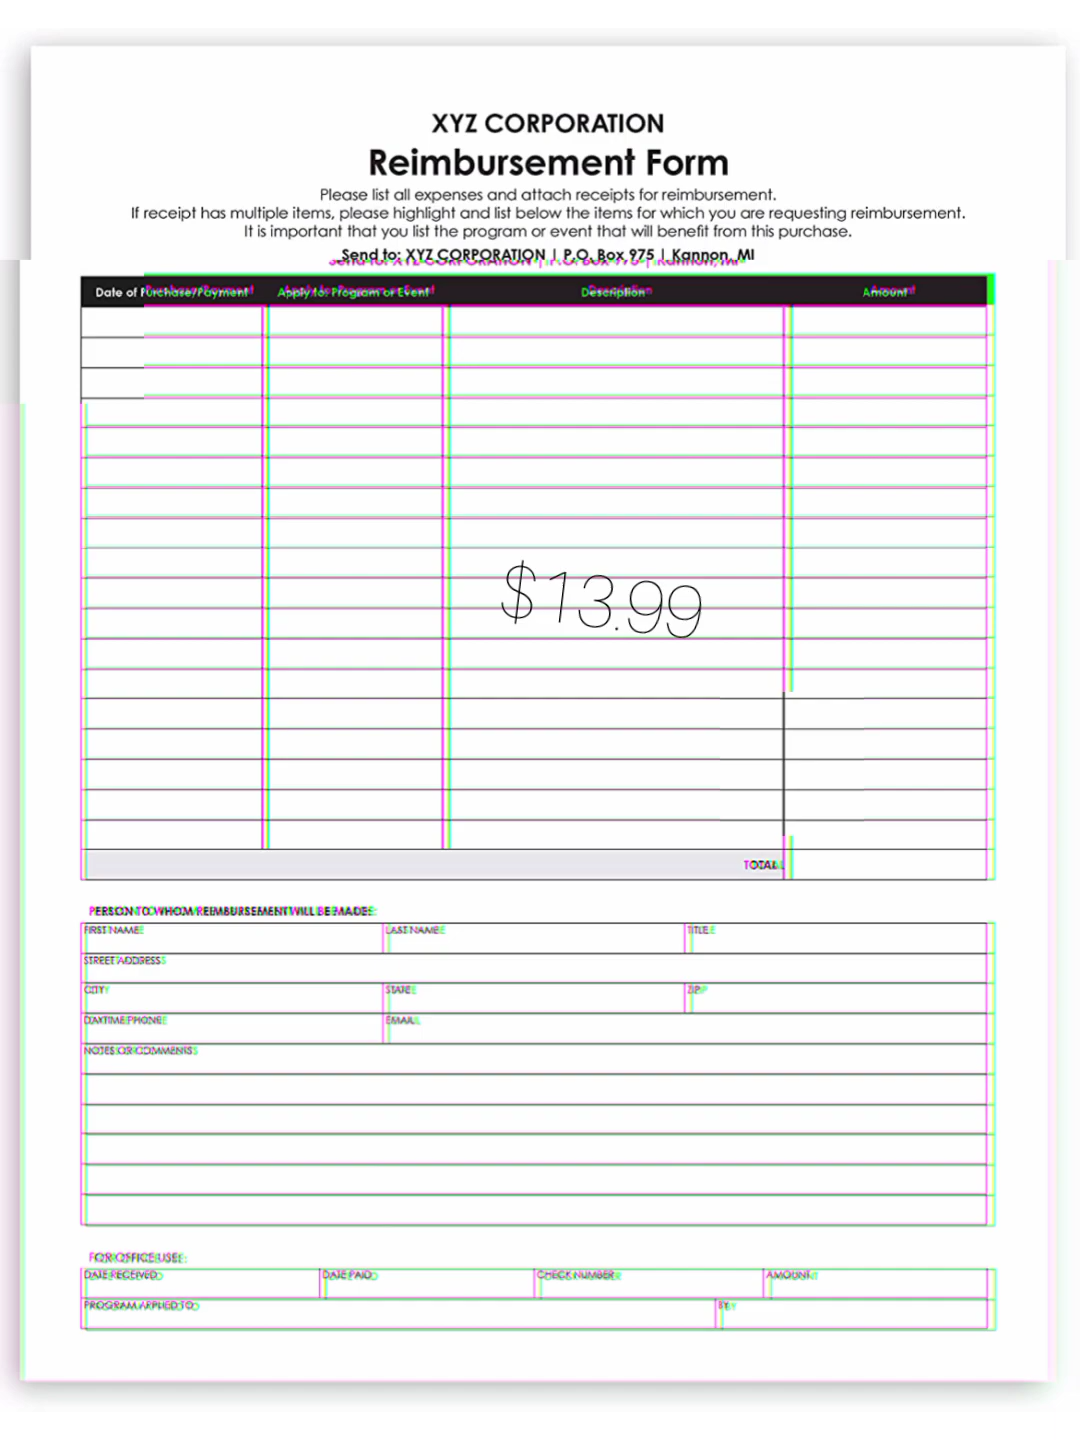 XYZ CORPORATION
Reimbursement Form
Please list all expenses and attach receipts for reimbursement.
If receipt has multiple items, please highlight and list below the items for which you are requesting reimbursement.
It is important that you list the program or event that will benefit from this purchase.
Send to: XYZ CORPORATION | P.O. Box 975 | Kannon, MI
Date of Purchase/Payment Apply to: Program or Event Description Amount
$13.99
TOTAL
PERSON TO WHOM REIMBURSEMENT WILL BE MADE:
FIRST NAME LAST NAME TITLE
STREET ADDRESS
CITY STATE ZIP
DAYTIME PHONE EMAIL
NOTES OR COMMENTS
FOR OFFICE USE:
DATE RECEIVED DATE PAID CHECK NUMBER AMOUNT
PROGRAM APPLIED TO BY